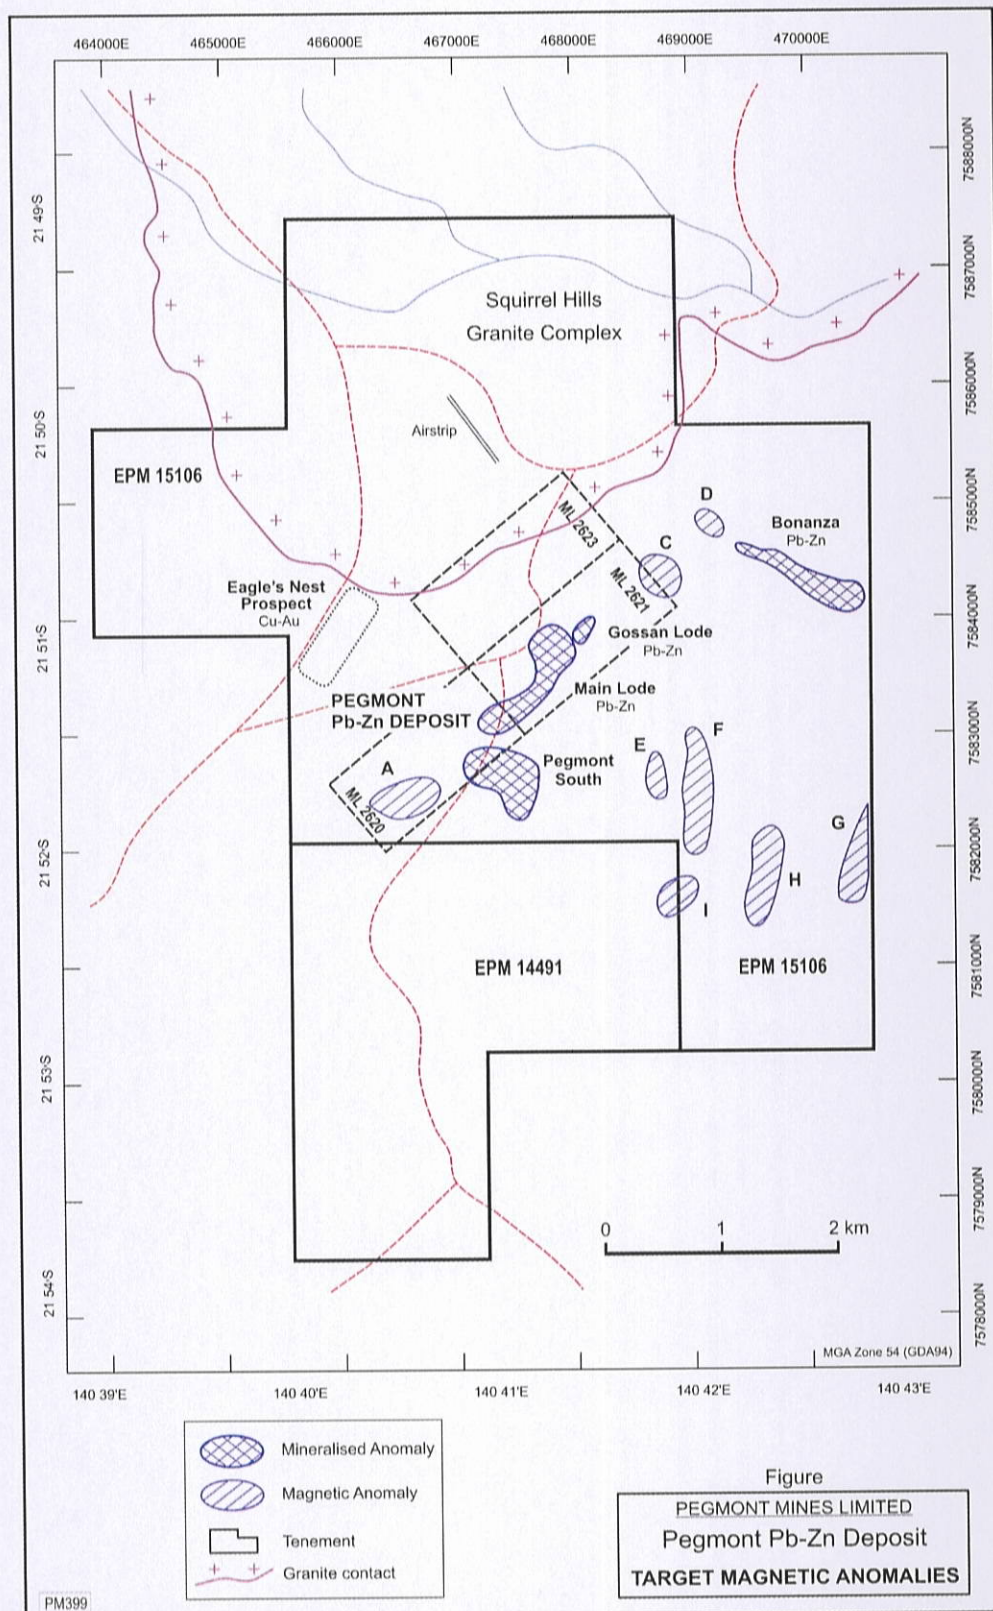 464000E 465000E 466000E 467000E 468000E 469000E 470000E
7588000N
21 49'S
7587000N
Squirrel Hills
Granite Complex
7586000N
21 50'S
Airstrip
EPM 15106
7585000N
D
Bonanza
Pb-Zn
ML 2623
C
ML 2621
Eagle's Nest
Prospect
Cu-Au
7584000N
21 51'S
Gossan Lode
Pb-Zn
PEGMONT
Pb-Zn DEPOSIT
Main Lode
Pb-Zn
7583000N
F
E
Pegmont
South
A
ML 2620
G
7582000N
21 52'S
H
I
EPM 14491
EPM 15106
7581000N
21 53'S
7580000N
7579000N
0 1 2 km
21 54'S
7578000N
MGA Zone 54 (GDA94)
140 39'E 140 40'E 140 41'E 140 42'E 140 43'E
Mineralised Anomaly
Magnetic Anomaly
Tenement
Granite contact
Figure
PEGMONT MINES LIMITED
Pegmont Pb-Zn Deposit
TARGET MAGNETIC ANOMALIES
PM399